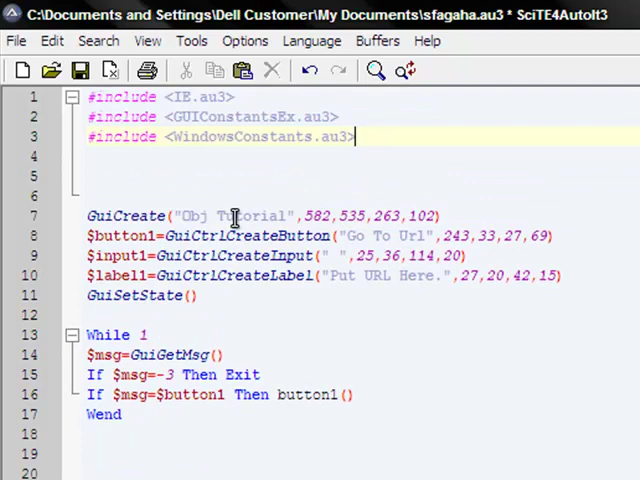 C:\Documents and Settings\Dell Customer\My Documents\sfagaha.au3 * SciTE4AutoIt3
File Edit Search View Tools Options Language Buffers Help
1 #include <IE.au3>
2 #include <GUIConstantsEx.au3>
3 #include <WindowsConstants.au3>
4
5
6
7 GuiCreate("Obj Tutorial",582,535,263,102)
8 $button1=GuiCtrlCreateButton("Go To Url",243,33,27,69)
9 $input1=GuiCtrlCreateInput(" ",25,36,114,20)
10 $label1=GuiCtrlCreateLabel("Put URL Here.",27,20,42,15)
11 GuiSetState()
12
13 While 1
14 $msg=GuiGetMsg()
15 If $msg=-3 Then Exit
16 If $msg=$button1 Then button1()
17 Wend
18
19
20